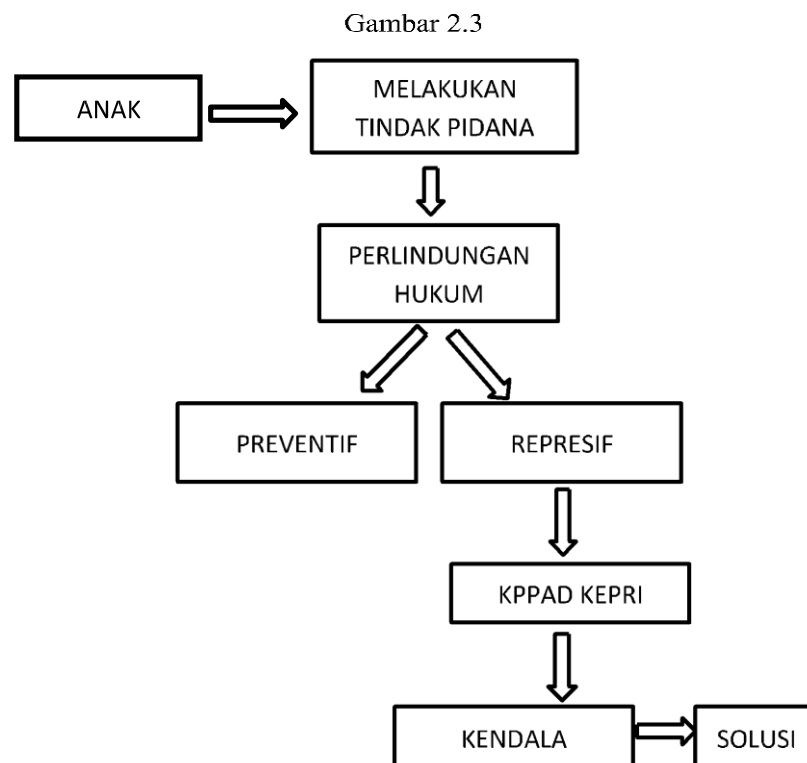 Gambar 2.3
ANAK
MELAKUKAN
TINDAK PIDANA
PERLINDUNGAN
HUKUM
PREVENTIF
REPRESIF
KPPAD KEPRI
KENDALA
SOLUSI